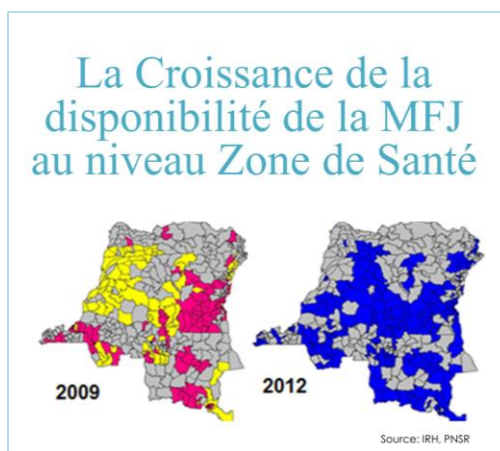 La Croissance de la
disponibilité de la MFJ
au niveau Zone de Santé
2009
2012
Source: IRH, PNSR